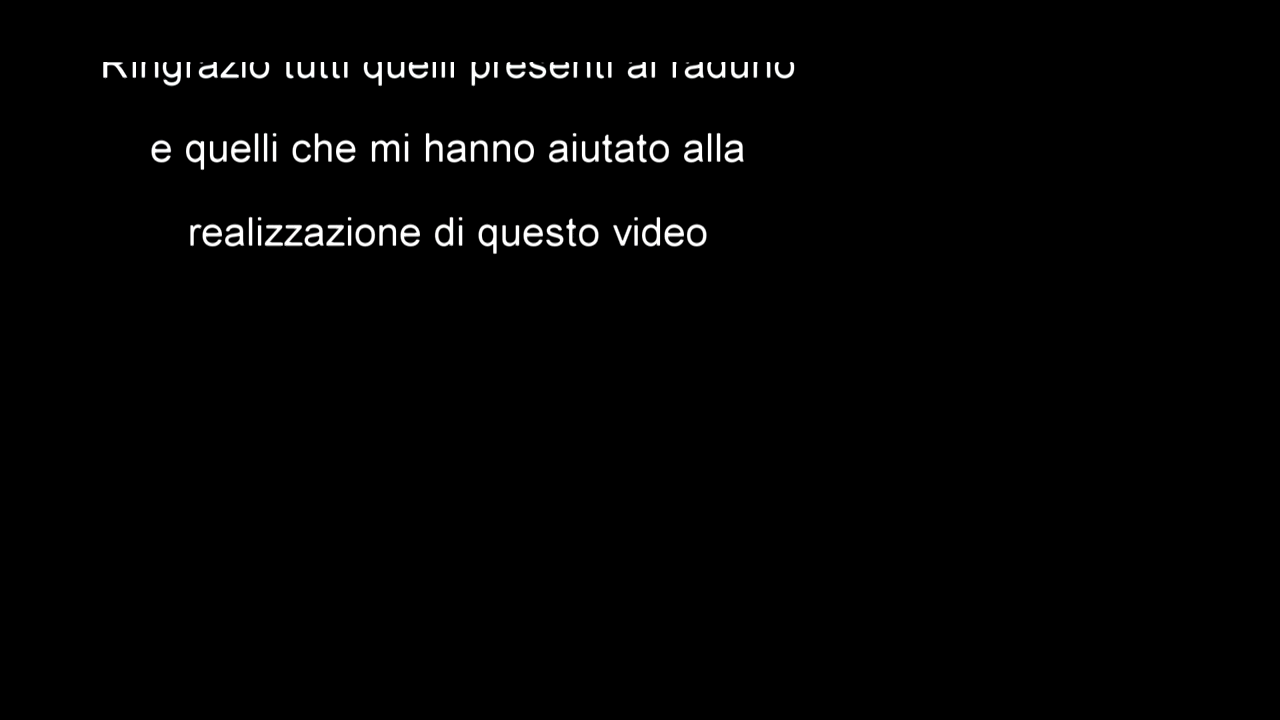 Ringrazio tutti quelli presenti al raduno
e quelli che mi hanno aiutato alla
realizzazione di questo video